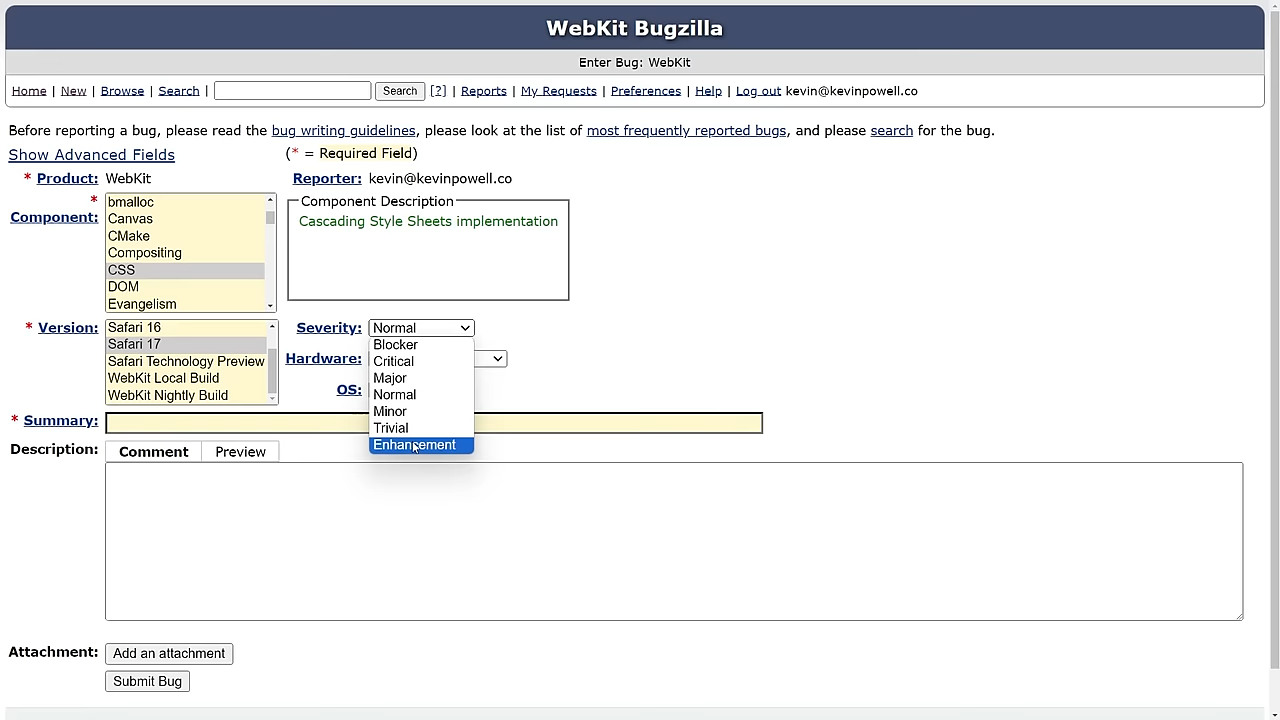 WebKit Bugzilla
Enter Bug: WebKit
Home | New | Browse | Search | Search [?] | Reports | My Requests | Preferences | Help | Log out kevin@kevinpowell.co
Before reporting a bug, please read the bug writing guidelines, please look at the list of most frequently reported bugs, and please search for the bug.
Show Advanced Fields (* = Required Field)
* Product: WebKit Reporter: kevin@kevinpowell.co
* Component:
bmalloc
Canvas
CMake
Compositing
CSS
DOM
Evangelism
Component Description
Cascading Style Sheets implementation
* Version:
Safari 16
Safari 17
Safari Technology Preview
WebKit Local Build
WebKit Nightly Build
Severity: Normal
Blocker
Critical
Major
Normal
Minor
Trivial
Enhancement
Hardware:
OS:
* Summary:
Description: Comment Preview
Attachment: Add an attachment
Submit Bug